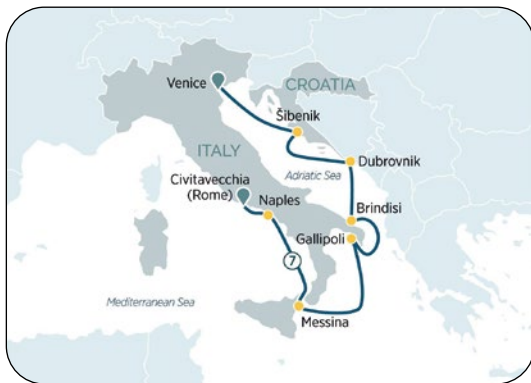 Venice
CROATIA
Šibenik
ITALY
Dubrovnik
Adriatic Sea
Civitavecchia
(Rome)
Naples
Brindisi
Gallipoli
7
Mediterranean Sea
Messina